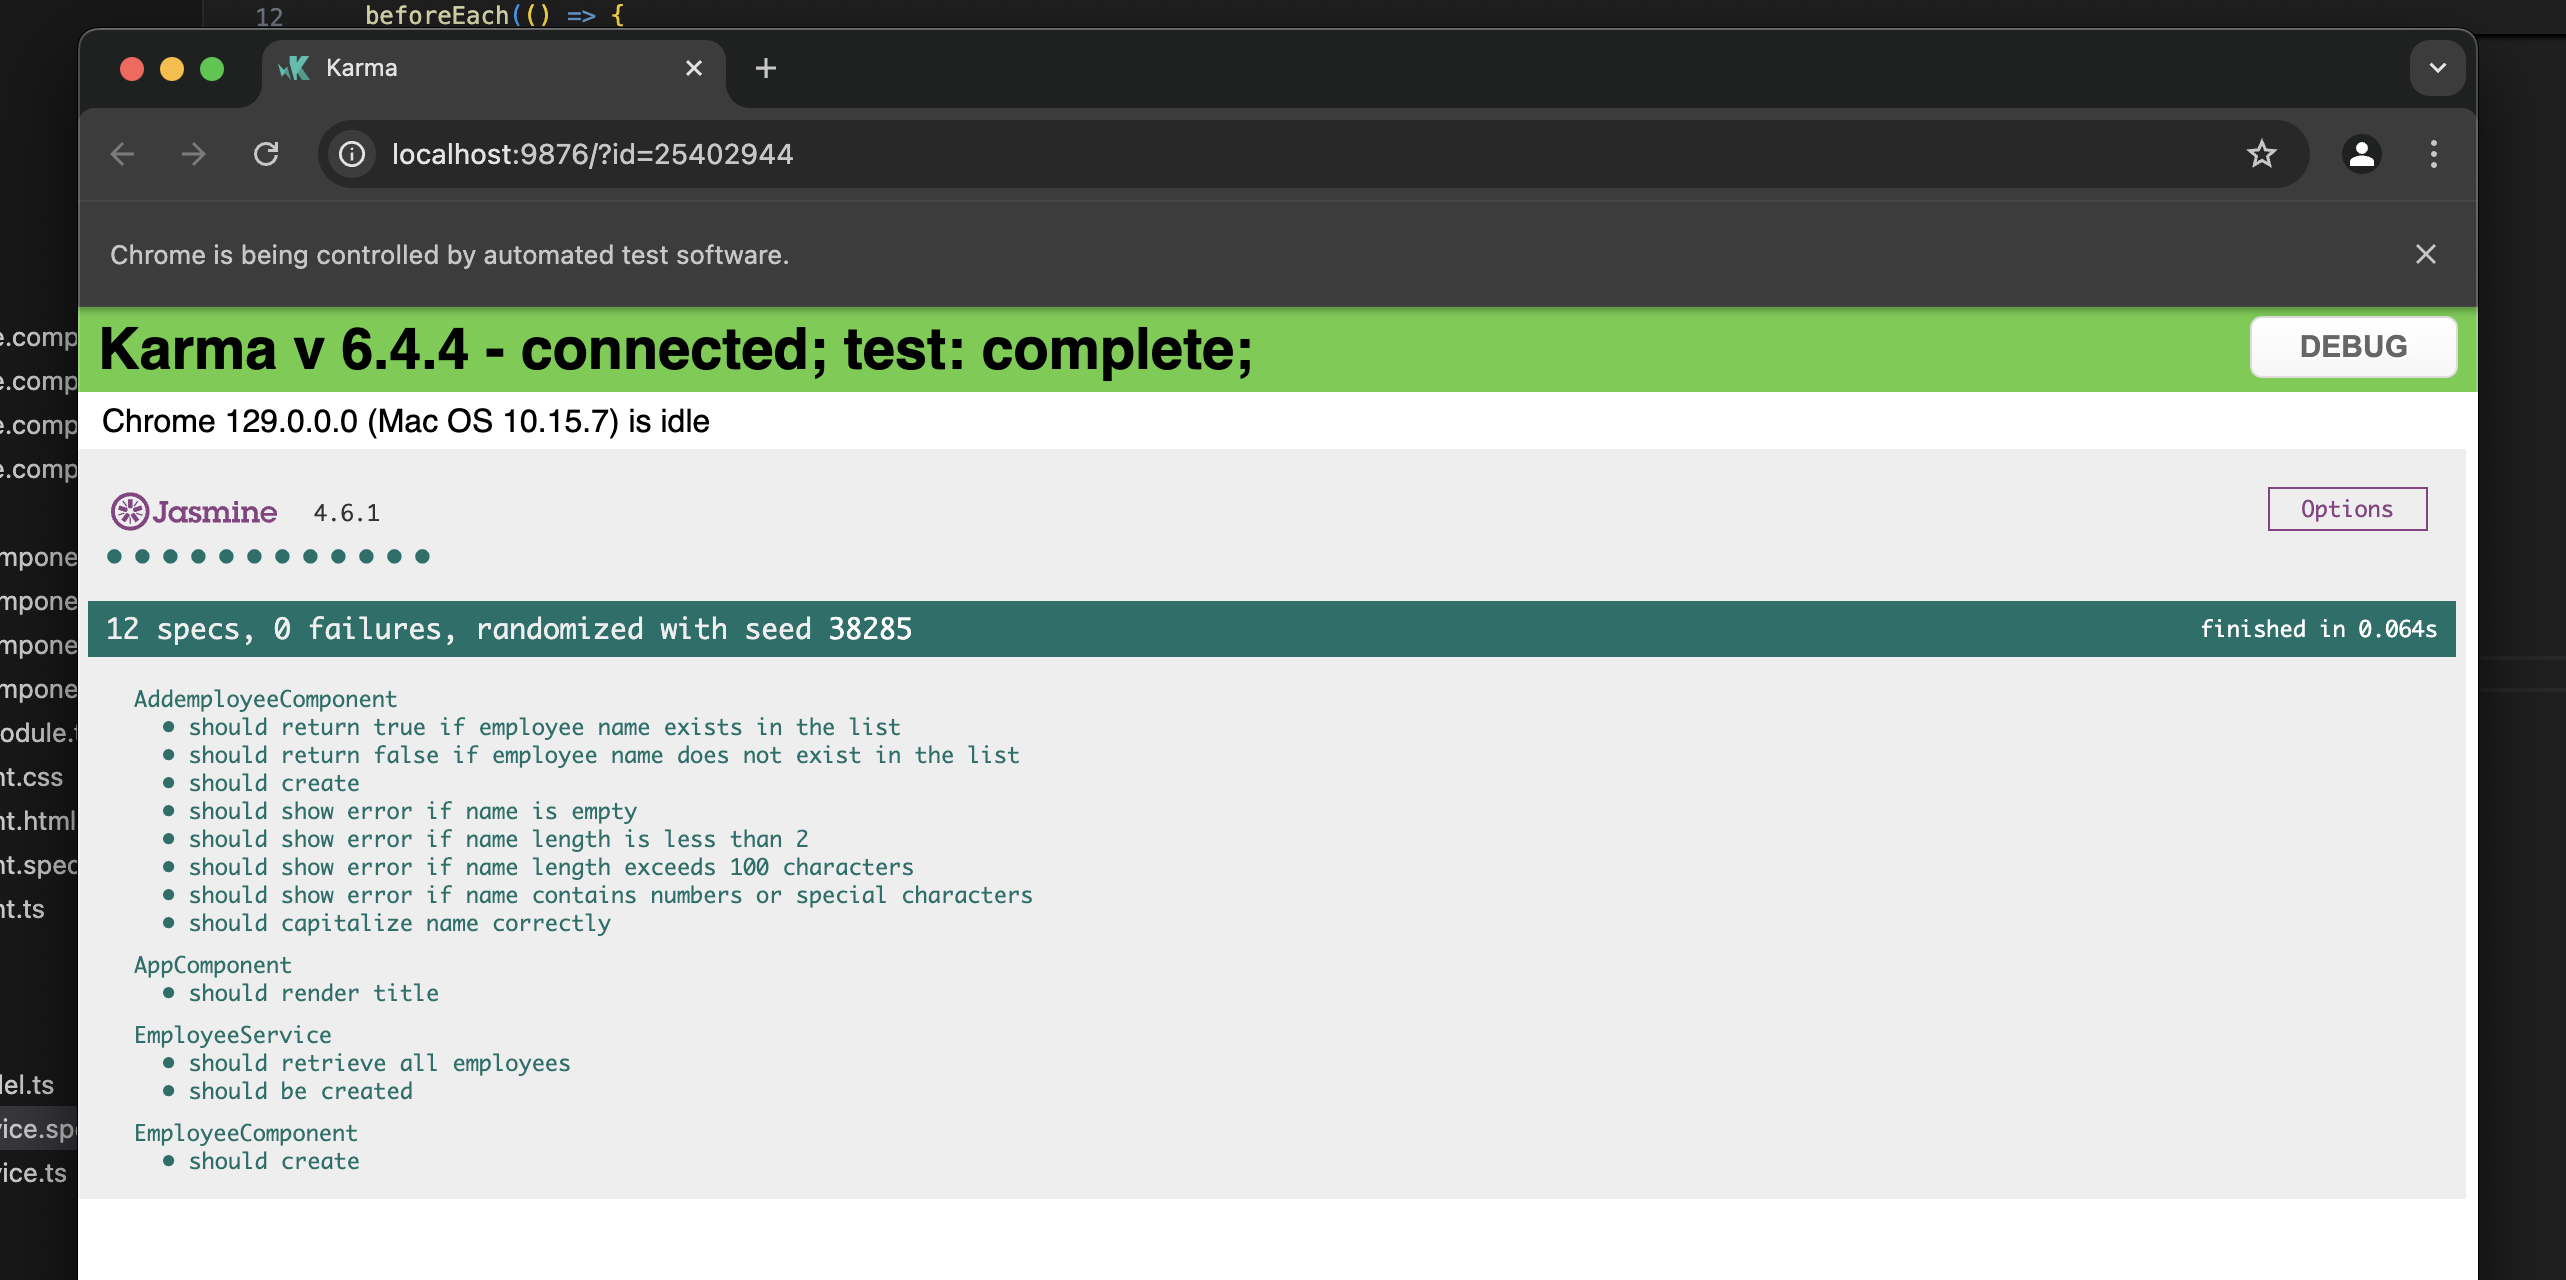 12 beforeEach(() => {
Karma
localhost:9876/?id=25402944
Chrome is being controlled by automated test software.
Karma v 6.4.4 - connected; test: complete;
DEBUG
Chrome 129.0.0.0 (Mac OS 10.15.7) is idle
Jasmine 4.6.1
Options
12 specs, 0 failures, randomized with seed 38285
finished in 0.064s
AddemployeeComponent
• should return true if employee name exists in the list
• should return false if employee name does not exist in the list
• should create
• should show error if name is empty
• should show error if name length is less than 2
• should show error if name length exceeds 100 characters
• should show error if name contains numbers or special characters
• should capitalize name correctly
AppComponent
• should render title
EmployeeService
• should retrieve all employees
• should be created
EmployeeComponent
• should create
e.comp
e.comp
e.comp
e.comp
mpone
mpone
mpone
mpone
odule.t
nt.css
nt.html
nt.spec
nt.ts
del.ts
vice.spe
vice.ts